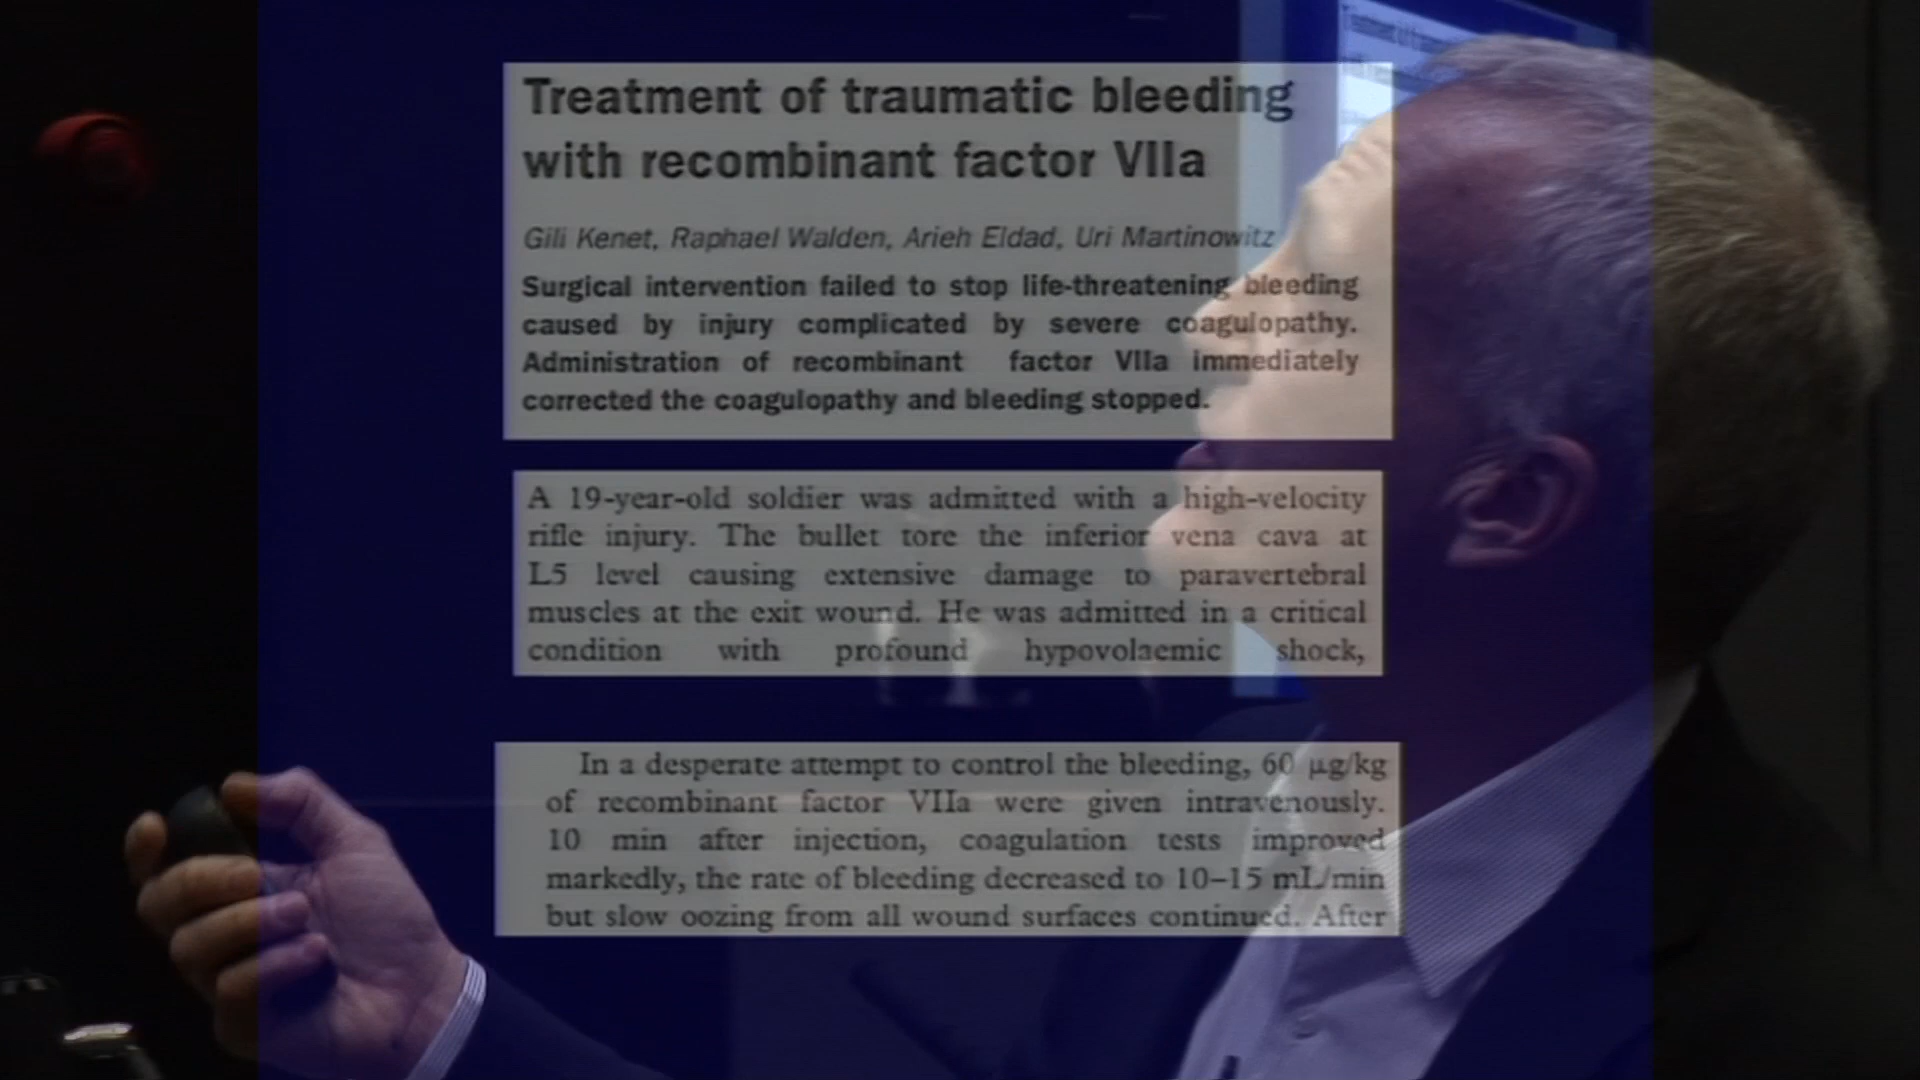 Treatment of traumatic bleeding
with recombinant factor VIIa
Gili Kenet, Raphael Walden, Arieh Eldad, Uri Martinowitz
Surgical intervention failed to stop life-threatening bleeding
caused by injury complicated by severe coagulopathy.
Administration of recombinant factor VIIa immediately
corrected the coagulopathy and bleeding stopped.
A 19-year-old soldier was admitted with a high-velocity
rifle injury. The bullet tore the inferior vena cava at
L5 level causing extensive damage to paravertebral
muscles at the exit wound. He was admitted in a critical
condition with profound hypovolaemic shock,
In a desperate attempt to control the bleeding, 60 μg/kg
of recombinant factor VIIa were given intravenously.
10 min after injection, coagulation tests improved
markedly, the rate of bleeding decreased to 10–15 mL/min
but slow oozing from all wound surfaces continued. After